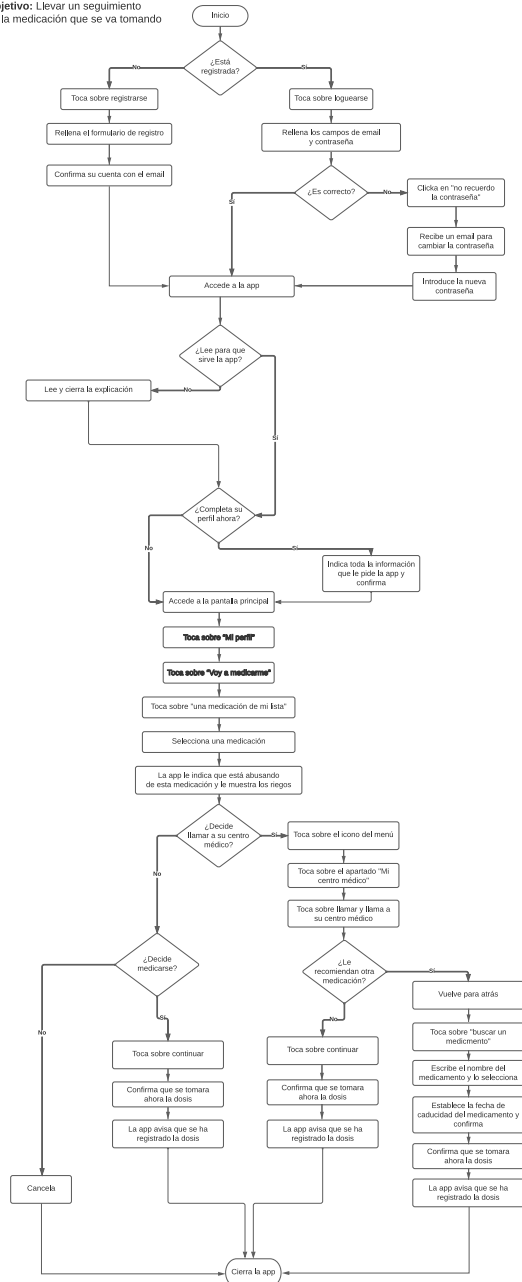 jetivo: Llevar un seguimiento
la medicación que se va tomando
Inicio
¿Está
registrada?
No
Sí
Toca sobre registrarse
Toca sobre loguearse
Rellena el formulario de registro
Rellena los campos de email
y contraseña
Confirma su cuenta con el email
¿Es correcto?
No
Sí
Clicka en "no recuerdo
la contraseña"
Recibe un email para
cambiar la contraseña
Introduce la nueva
contraseña
Accede a la app
¿Lee para que
sirve la app?
No
Lee y cierra la explicación
Sí
¿Completa su
perfil ahora?
No
Sí
Indica toda la información
que le pide la app y
confirma
Accede a la pantalla principal
Toca sobre "Mi perfil"
Toca sobre "Voy a medicarme"
Toca sobre "una medicación de mi lista"
Selecciona una medicación
La app le indica que está abusando
de esta medicación y le muestra los riegos
¿Decide
llamar a su centro
médico?
Sí
No
Toca sobre el icono del menú
Toca sobre el apartado "Mi
centro médico"
Toca sobre llamar y llama a
su centro médico
¿Decide
medicarse?
¿Le
recomiendan otra
medicación?
Sí
No
Sí
No
Vuelve para atrás
Toca sobre "buscar un
medicmento"
Escribe el nombre del
medicamento y lo selecciona
Establece la fecha de
caducidad del medicamento y
confirma
Confirma que se tomara
ahora la dosis
La app avisa que se ha
registrado la dosis
Toca sobre continuar
Confirma que se tomara
ahora la dosis
La app avisa que se ha
registrado la dosis
Toca sobre continuar
Confirma que se tomara
ahora la dosis
La app avisa que se ha
registrado la dosis
Cancela
Cierra la app